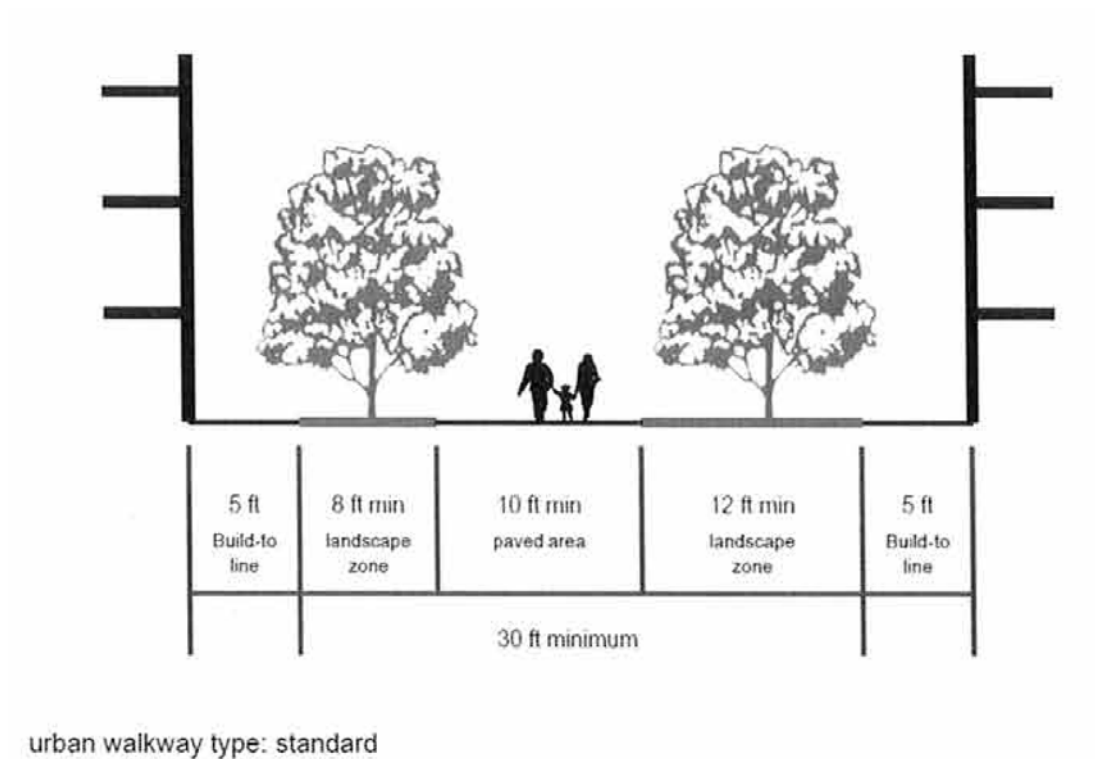 5 ft
Build-to
line
8 ft min
landscape
zone
10 ft min
paved area
12 ft min
landscape
zone
5 ft
Build-to
line
30 ft minimum
urban walkway type: standard